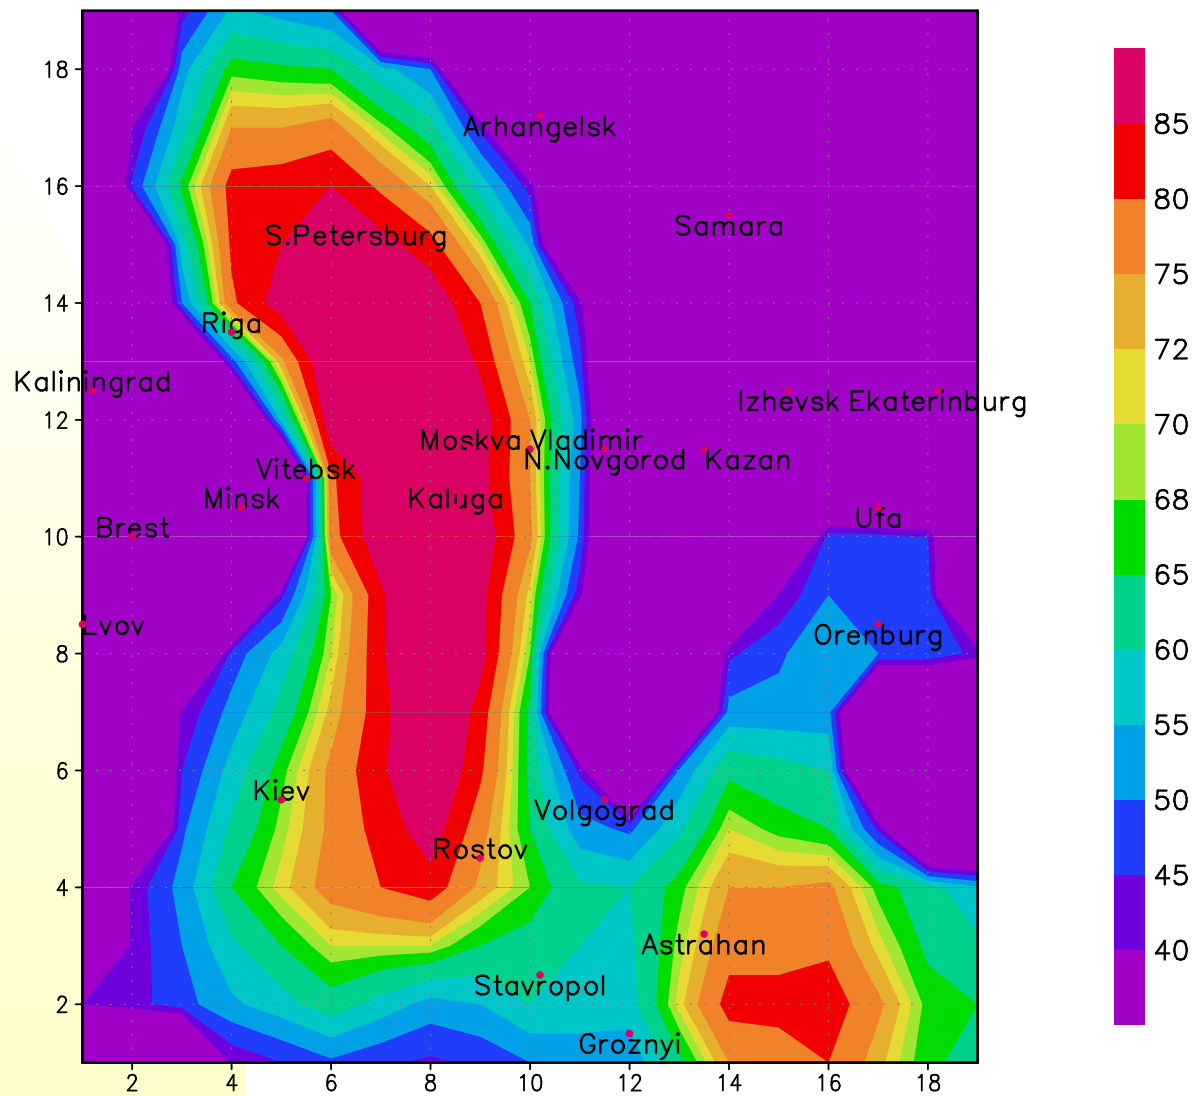 18
Arhangelsk
85
16
80
Samara
S.Petersburg
75
14
Riga
72
Kaliningrad
Izhevsk Ekaterinburg
12
70
Moskva Vladimir
N.Novgorod Kazan
Vitebsk
Minsk
Kaluga
68
Ufa
Brest
10
65
Lvov
Orenburg
8
60
55
6
Kiev
50
Volgograd
Rostov
45
4
Astrahan
40
Stavropol
2
Groznyi
2 4 6 8 10 12 14 16 18